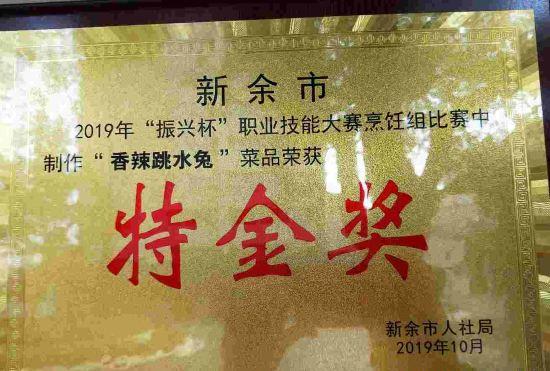 新余市
2019年“振兴杯”职业技能大赛烹饪组比赛中
制作“香辣跳水兔”菜品荣获
特金奖
新余市人社局
2019年10月